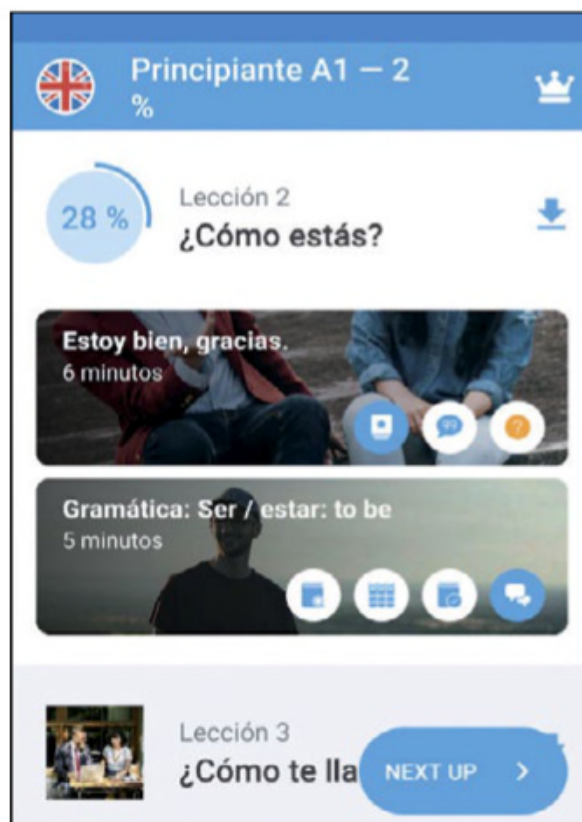 Principiante A1 — 2
%
28 %
Lección 2
¿Cómo estás?
Estoy bien, gracias.
6 minutos
Gramática: Ser / estar: to be
5 minutos
Lección 3
¿Cómo te lla
NEXT UP